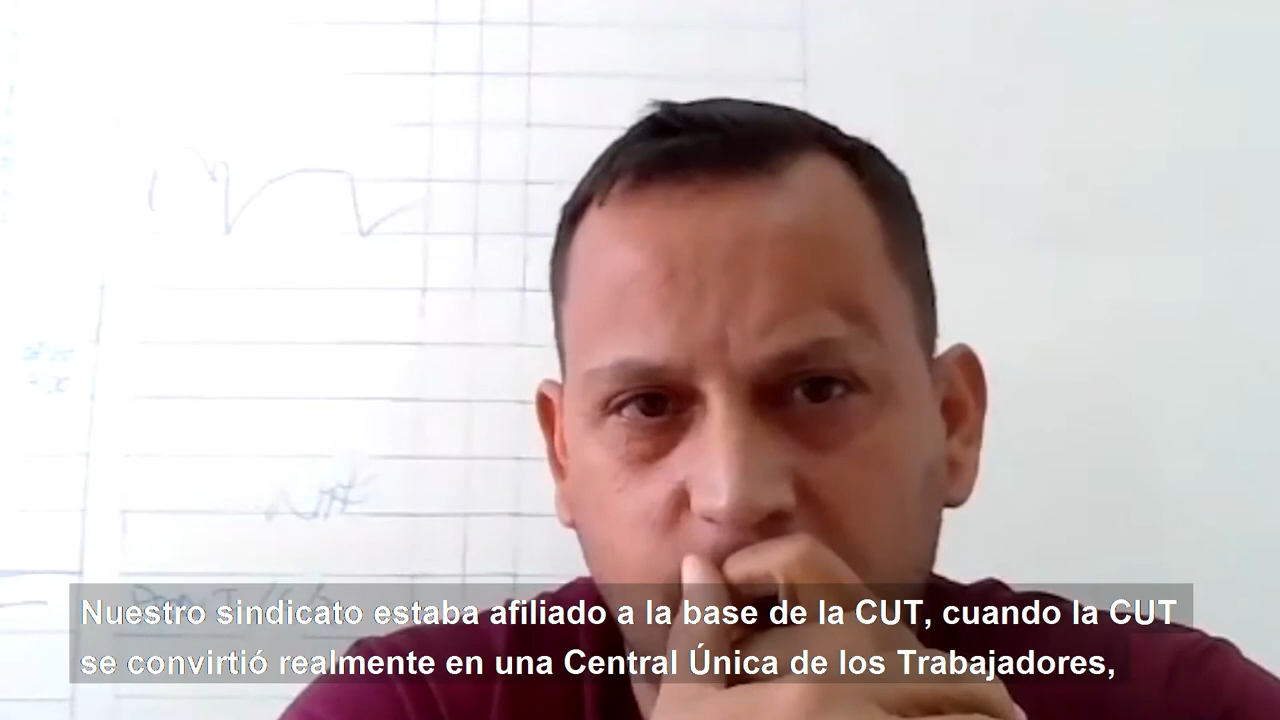 Nuestro sindicato estaba afiliado a la base de la CUT, cuando la CUT
se convirtió realmente en una Central Única de los Trabajadores,